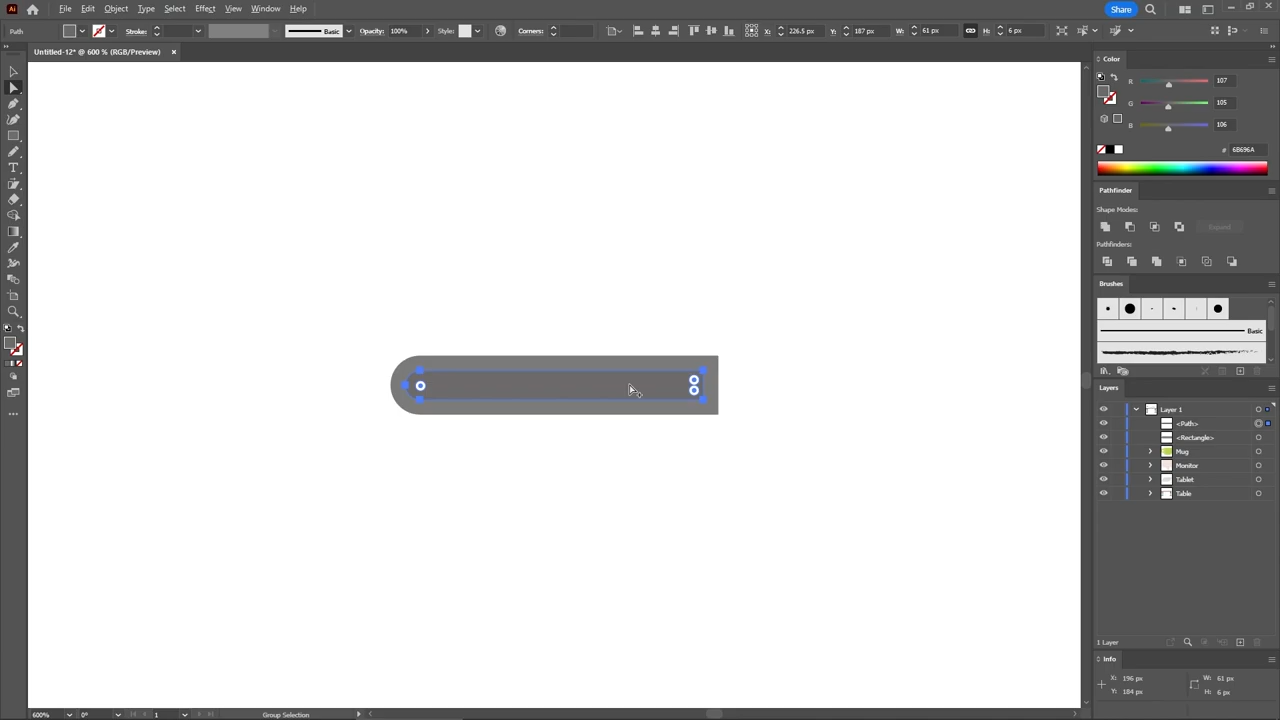 Ai File Edit Object Type Select Effect View Window Help Share
Path Stroke: Basic Opacity: 100% Style: Corners: X: 226.5 px Y: 187 px W: 61 px H: 6 px
Untitled-12* @ 600 % (RGB/Preview) ×
Color
R 107
G 105
B 106
# 6B696A
Pathfinder
Shape Modes:
Expand
Pathfinders:
Brushes
Basic
Layers
Layer 1
<Path>
<Rectangle>
Mug
Monitor
Tablet
Table
1 Layer
Info
X: 196 px W: 61 px
Y: 184 px H: 6 px
600% 0° 1 Group Selection